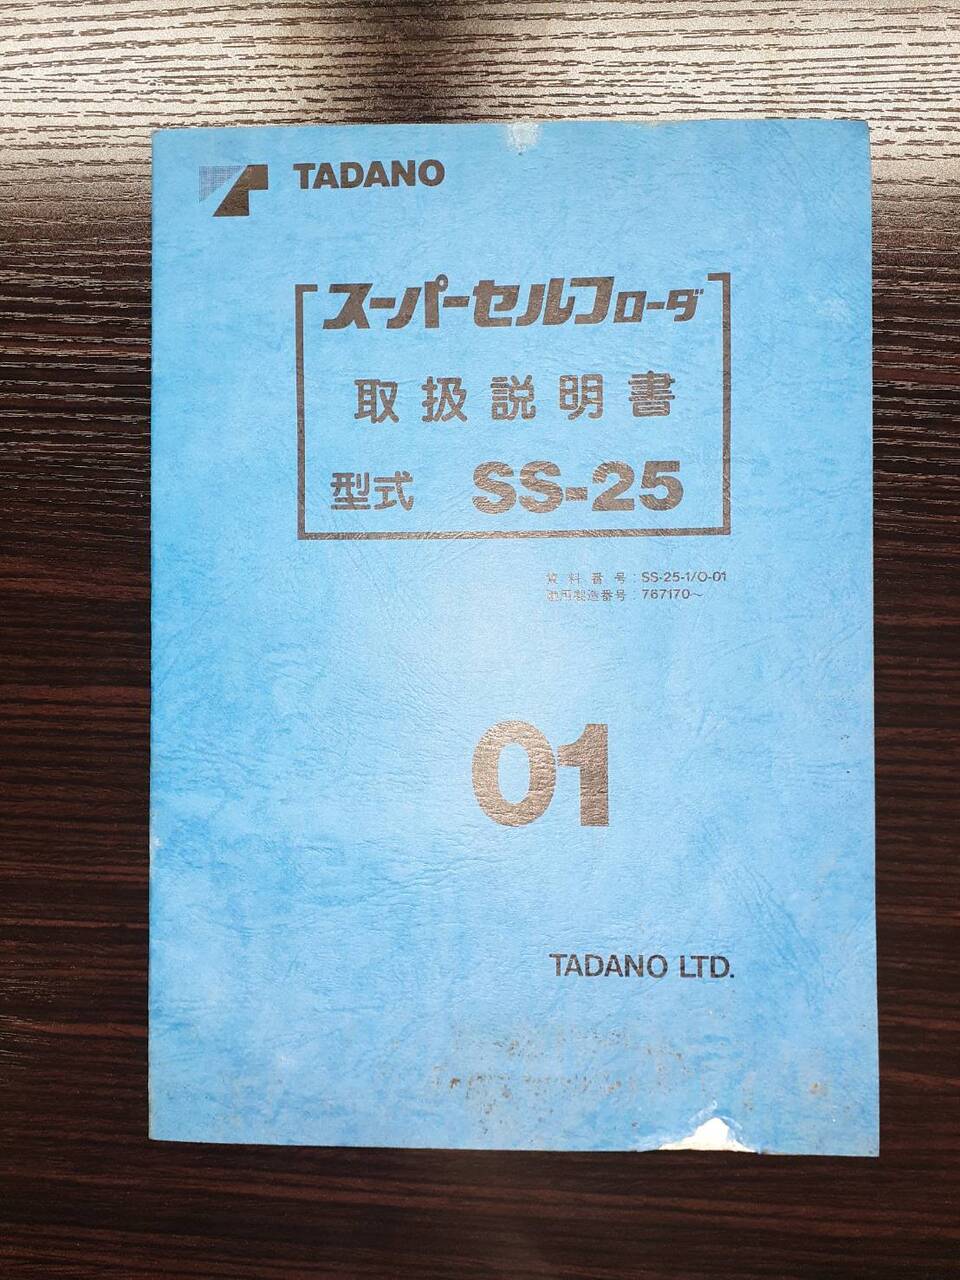 TADANO
スーパーセルフローダ
取扱説明書
型式 SS-25
資料番号：SS-25-1/O-01
適用製造番号：767170～
01
TADANO LTD.